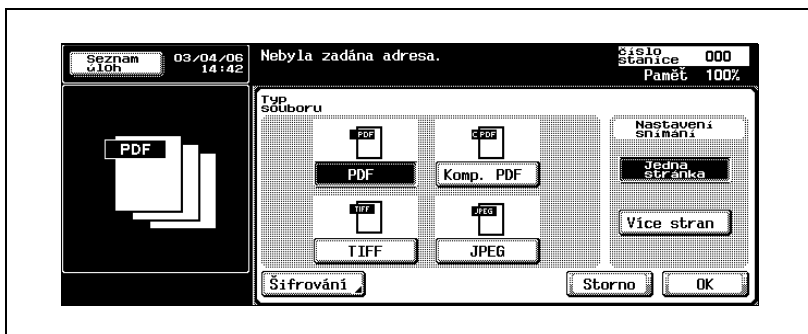 Seznam
úloh
03/04/06
14:42
Nebyla zadána adresa.
číslo
stanice
000
Paměť 100%
PDF
Typ
souboru
PDF
PDF
C PDF
Komp. PDF
TIFF
TIFF
JPEG
JPEG
Nastavení
snímání
Jedna
stránka
Více stran
Šifrování
Storno
OK